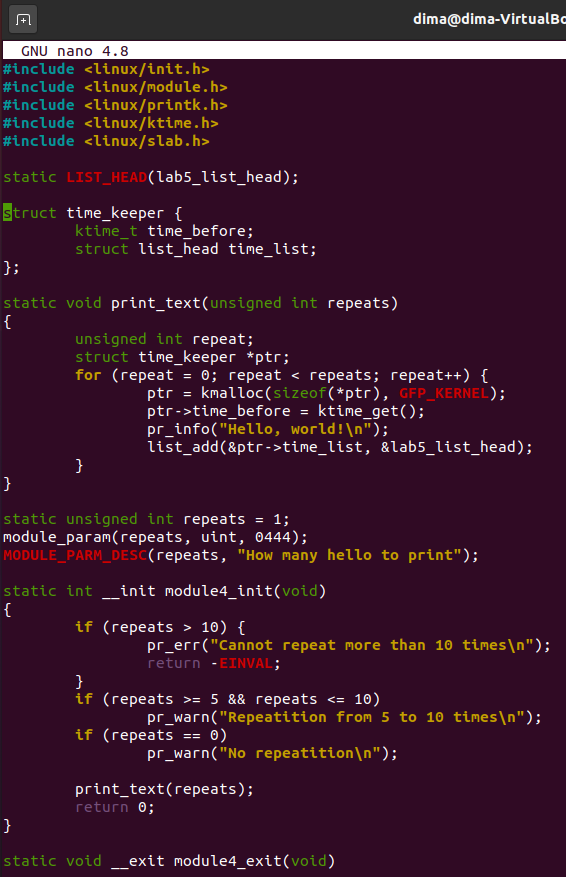 dima@dima-VirtualBo
GNU nano 4.8
#include <linux/init.h>
#include <linux/module.h>
#include <linux/printk.h>
#include <linux/ktime.h>
#include <linux/slab.h>

static LIST_HEAD(lab5_list_head);

struct time_keeper {
        ktime_t time_before;
        struct list_head time_list;
};

static void print_text(unsigned int repeats)
{
        unsigned int repeat;
        struct time_keeper *ptr;
        for (repeat = 0; repeat < repeats; repeat++) {
                ptr = kmalloc(sizeof(*ptr), GFP_KERNEL);
                ptr->time_before = ktime_get();
                pr_info("Hello, world!\n");
                list_add(&ptr->time_list, &lab5_list_head);
        }
}

static unsigned int repeats = 1;
module_param(repeats, uint, 0444);
MODULE_PARM_DESC(repeats, "How many hello to print");

static int __init module4_init(void)
{
        if (repeats > 10) {
                pr_err("Cannot repeat more than 10 times\n");
                return -EINVAL;
        }
        if (repeats >= 5 && repeats <= 10)
                pr_warn("Repeatition from 5 to 10 times\n");
        if (repeats == 0)
                pr_warn("No repeatition\n");

        print_text(repeats);
        return 0;
}

static void __exit module4_exit(void)